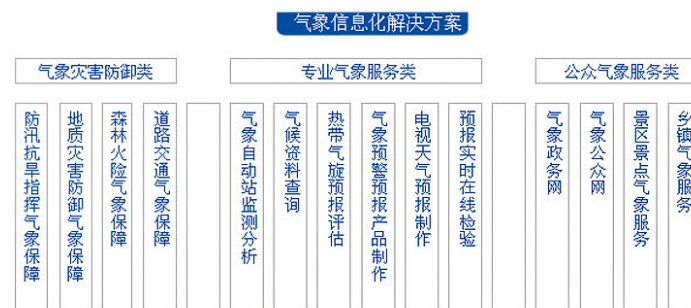 气象信息化解决方案
气象灾害防御类
专业气象服务类
公众气象服务类
防汛抗旱指挥气象保障
地质灾害防御气象保障
森林火险气象保障
道路交通气象保障
气象自动站监测分析
气候资料查询
热带气旋预报评估
气象预警预报产品制作
电视天气预报制作
预报实时在线检验
气象政务网
气象公众网
景区景点气象服务
乡镇气象服务